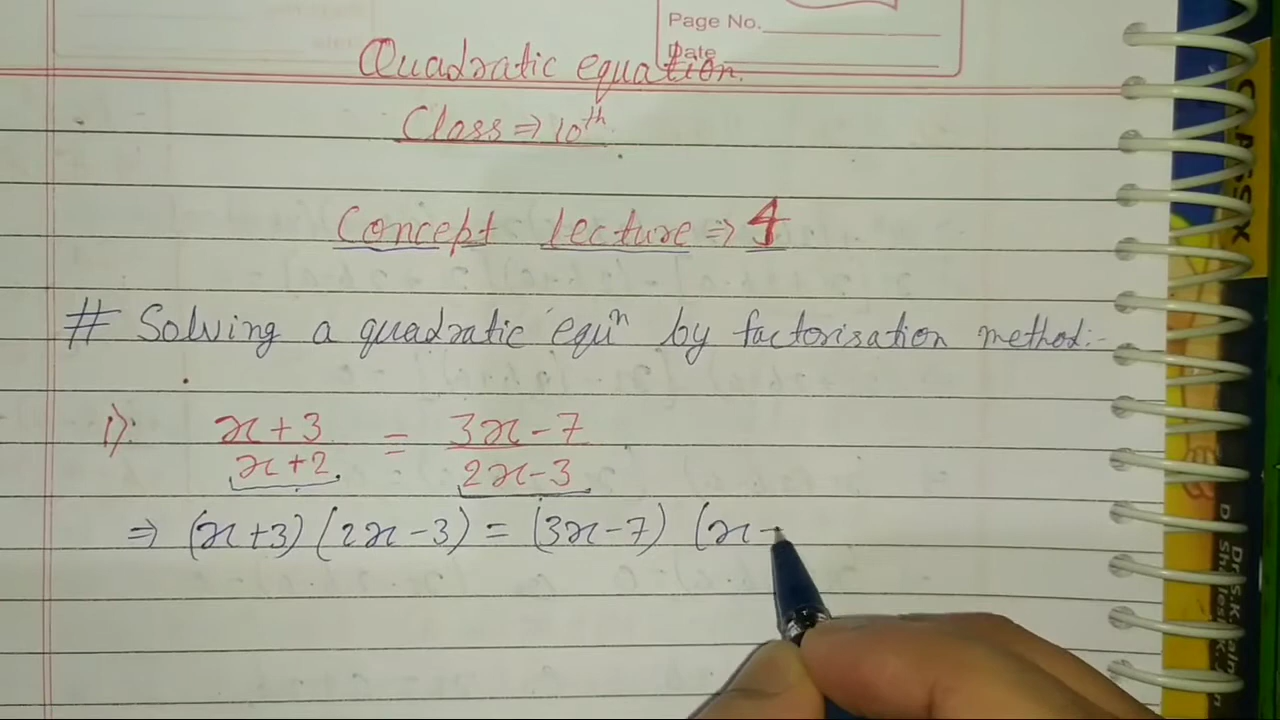 Page No.
Date
Quadratic equation.
Class ⇒ 10th
Concept lecture ⇒ 4
# Solving a quadratic equⁿ by factorisation method:-
i): x+3 / x+2 = 3x-7 / 2x-3
⇒ (x+3) (2x-3) = (3x-7) (x-